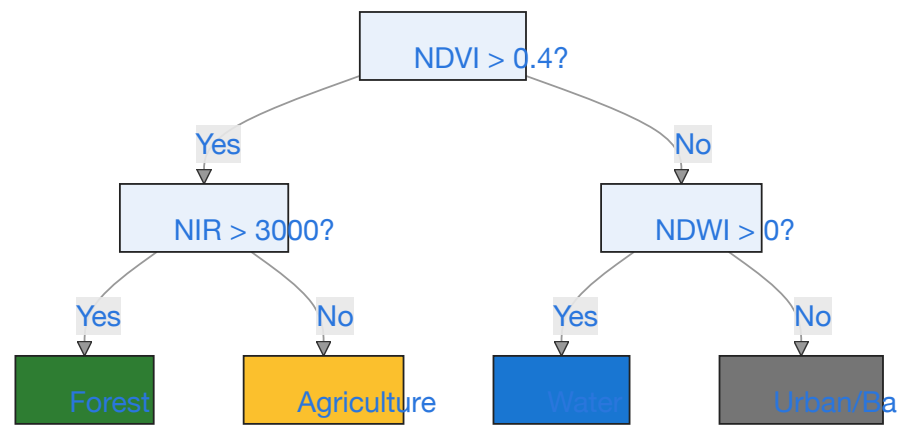 NDVI > 0.4?
Yes
No
NIR > 3000?
NDWI > 0?
Yes
No
Yes
No
Forest
Agriculture
Water
Urban/Ba